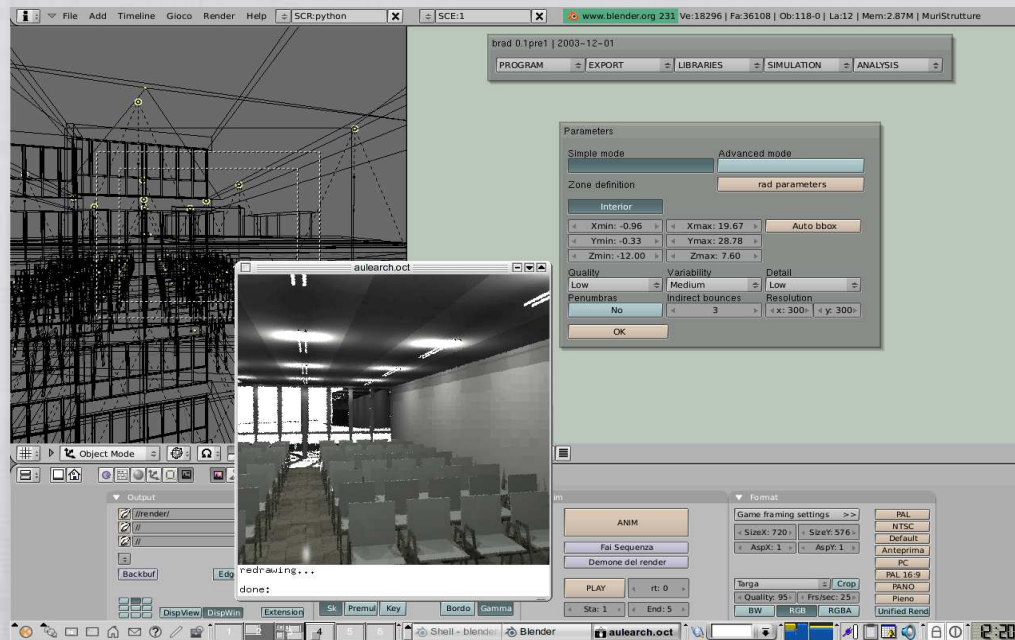 File Add Timeline Gioco Render Help SCR:python X SCE:1 X www.blender.org 231 Ve:18296 | Fa:36108 | Ob:118-0 | La:12 | Mem:2.87M | MuriStrutture
brad 0.1pre1 | 2003-12-01
PROGRAM EXPORT LIBRARIES SIMULATION ANALYSIS
Parameters
Simple mode Advanced mode
Zone definition rad parameters
Interior
Xmin: -0.96 Xmax: 19.67 Auto bbox
Ymin: -0.33 Ymax: 28.78
Zmin: -12.00 Zmax: 7.60
Quality Variability Detail
Low Medium Low
Penumbras Indirect bounces Resolution
No 3 x: 300 y: 300
OK
aulearch.oct
redrawing...
done:
Object Mode
Output
//render/
//
//
Backbuf Edg
DispView DispWin Extension
Sk Premul Key Bordo Gamma
ANIM
Fai Sequenza
Demone del render
PLAY rt: 0
Sta: 1 End: 5
Format
Game framing settings >>
SizeX: 720 SizeY: 576
AspX: 1 AspY: 1
Targa Crop
Quality: 95 Frs/sec: 25
BW RGB RGBA
PAL
NTSC
Default
Anteprima
PC
PAL 16:9
PANO
Pieno
Unified Rend
1 4 5 6 Shell - blender Blender aulearch.oct 2:20